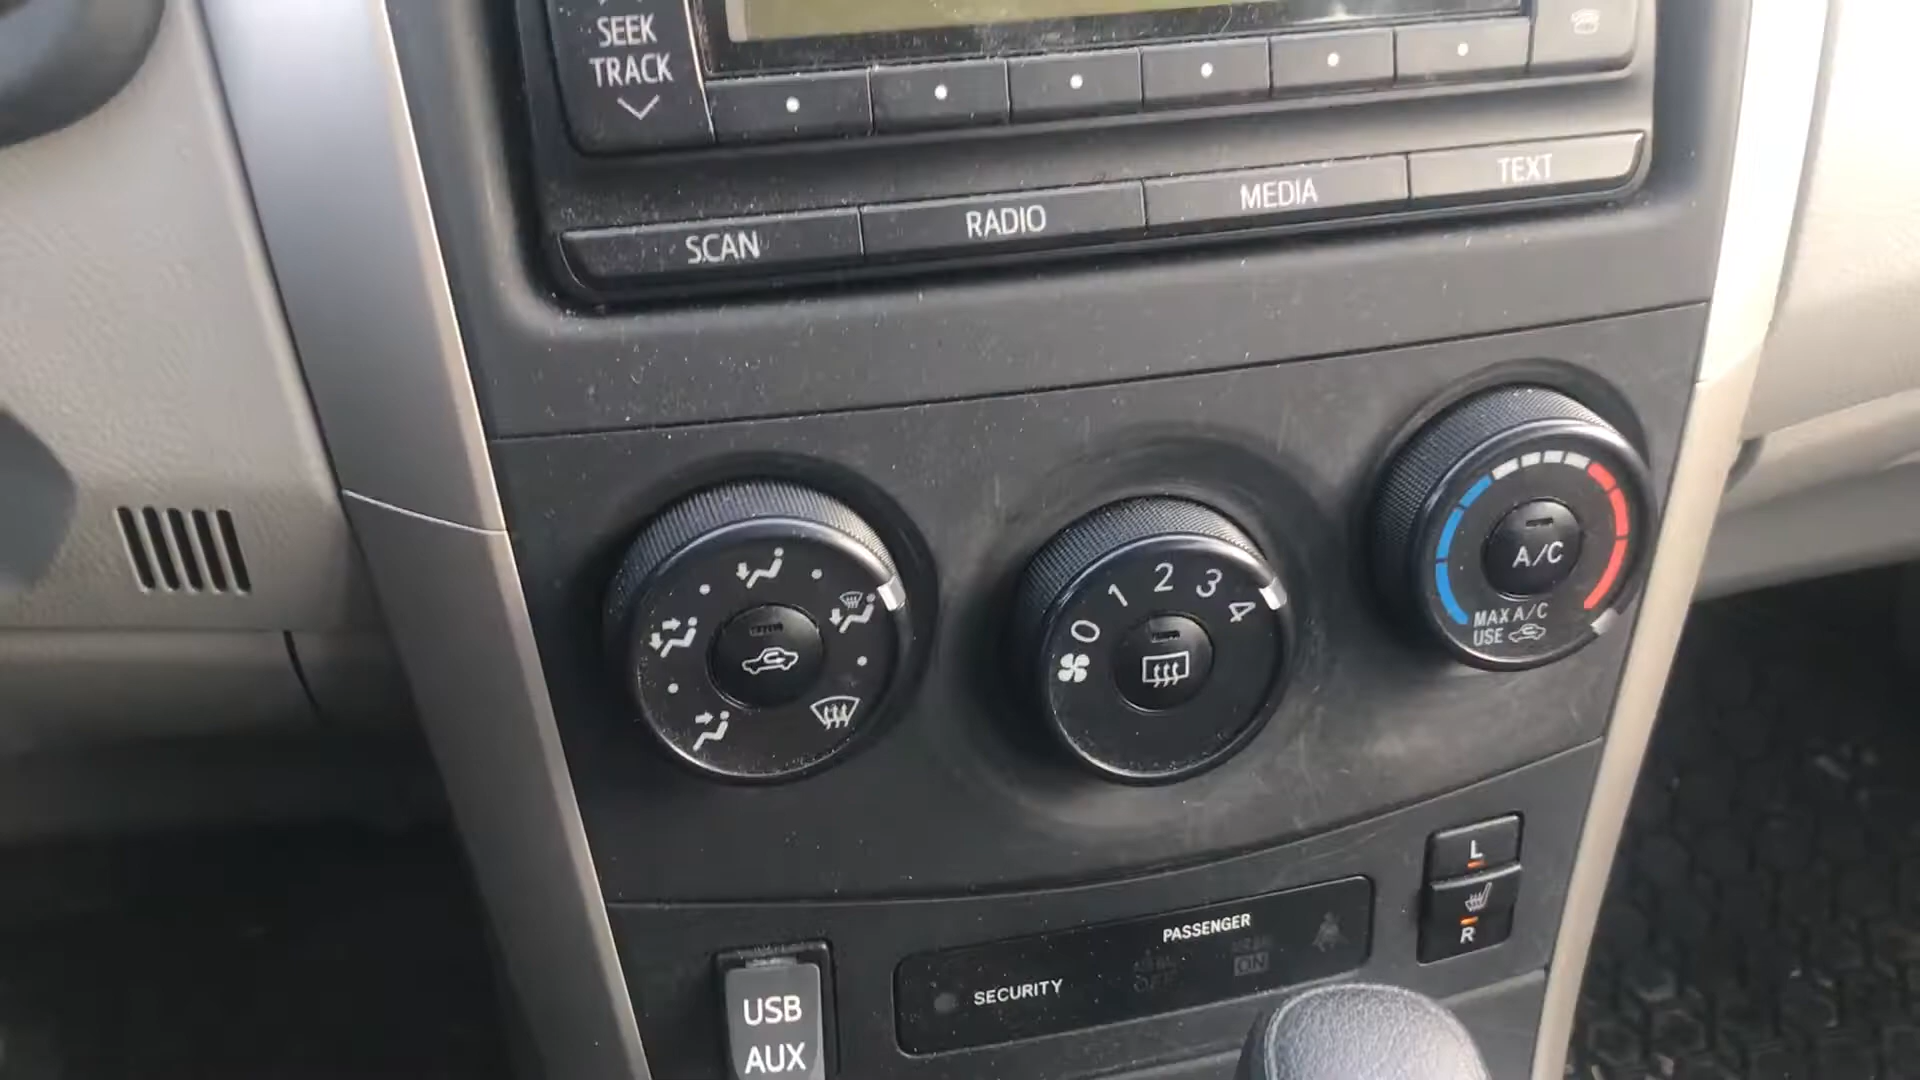 SEEK
TRACK
SCAN
RADIO
MEDIA
TEXT
0 1 2 3 4
A/C
MAX A/C
USE
L
R
PASSENGER
ON
SECURITY
USB
AUX